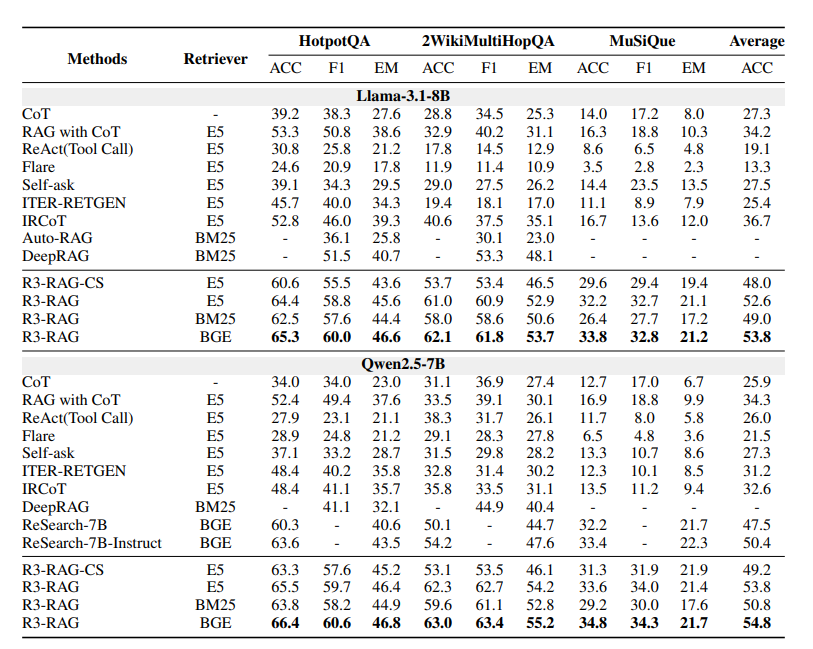 Methods Retriever HotpotQA 2WikiMultiHopQA MuSiQue Average
ACC F1 EM ACC F1 EM ACC F1 EM ACC
Llama-3.1-8B
CoT - 39.2 38.3 27.6 28.8 34.5 25.3 14.0 17.2 8.0 27.3
RAG with CoT E5 53.3 50.8 38.6 32.9 40.2 31.1 16.3 18.8 10.3 34.2
ReAct(Tool Call) E5 30.8 25.8 21.2 17.8 14.5 12.9 8.6 6.5 4.8 19.1
Flare E5 24.6 20.9 17.8 11.9 11.4 10.9 3.5 2.8 2.3 13.3
Self-ask E5 39.1 34.3 29.5 29.0 27.5 26.2 14.4 23.5 13.5 27.5
ITER-RETGEN E5 45.7 40.0 34.3 19.4 18.1 17.0 11.1 8.9 7.9 25.4
IRCoT E5 52.8 46.0 39.3 40.6 37.5 35.1 16.7 13.6 12.0 36.7
Auto-RAG BM25 - 36.1 25.8 - 30.1 23.0 - - - -
DeepRAG BM25 - 51.5 40.7 - 53.3 48.1 - - - -
R3-RAG-CS E5 60.6 55.5 43.6 53.7 53.4 46.5 29.6 29.4 19.4 48.0
R3-RAG E5 64.4 58.8 45.6 61.0 60.9 52.9 32.2 32.7 21.1 52.6
R3-RAG BM25 62.5 57.6 44.4 58.0 58.6 50.6 26.4 27.7 17.2 49.0
R3-RAG BGE 65.3 60.0 46.6 62.1 61.8 53.7 33.8 32.8 21.2 53.8
Qwen2.5-7B
CoT - 34.0 34.0 23.0 31.1 36.9 27.4 12.7 17.0 6.7 25.9
RAG with CoT E5 52.4 49.4 37.6 33.5 39.1 30.1 16.9 18.8 9.9 34.3
ReAct(Tool Call) E5 27.9 23.1 21.1 38.3 31.7 26.1 11.7 8.0 5.8 26.0
Flare E5 28.9 24.8 21.2 29.1 28.3 27.8 6.5 4.8 3.6 21.5
Self-ask E5 37.1 33.2 28.7 31.5 29.8 28.2 13.3 10.7 8.6 27.3
ITER-RETGEN E5 48.4 40.2 35.8 32.8 31.4 30.2 12.3 10.1 8.5 31.2
IRCoT E5 48.4 41.1 35.7 35.8 33.5 31.1 13.5 11.2 9.4 32.6
DeepRAG BM25 - 41.1 32.1 - 44.9 40.4 - - - -
ReSearch-7B BGE 60.3 - 40.6 50.1 - 44.7 32.2 - 21.7 47.5
ReSearch-7B-Instruct BGE 63.6 - 43.5 54.2 - 47.6 33.4 - 22.3 50.4
R3-RAG-CS E5 63.3 57.6 45.2 53.1 53.5 46.1 31.3 31.9 21.9 49.2
R3-RAG E5 65.5 59.7 46.4 62.3 62.7 54.2 33.6 34.0 21.4 53.8
R3-RAG BM25 63.8 58.2 44.9 59.6 61.1 52.8 29.2 30.0 17.6 50.8
R3-RAG BGE 66.4 60.6 46.8 63.0 63.4 55.2 34.8 34.3 21.7 54.8